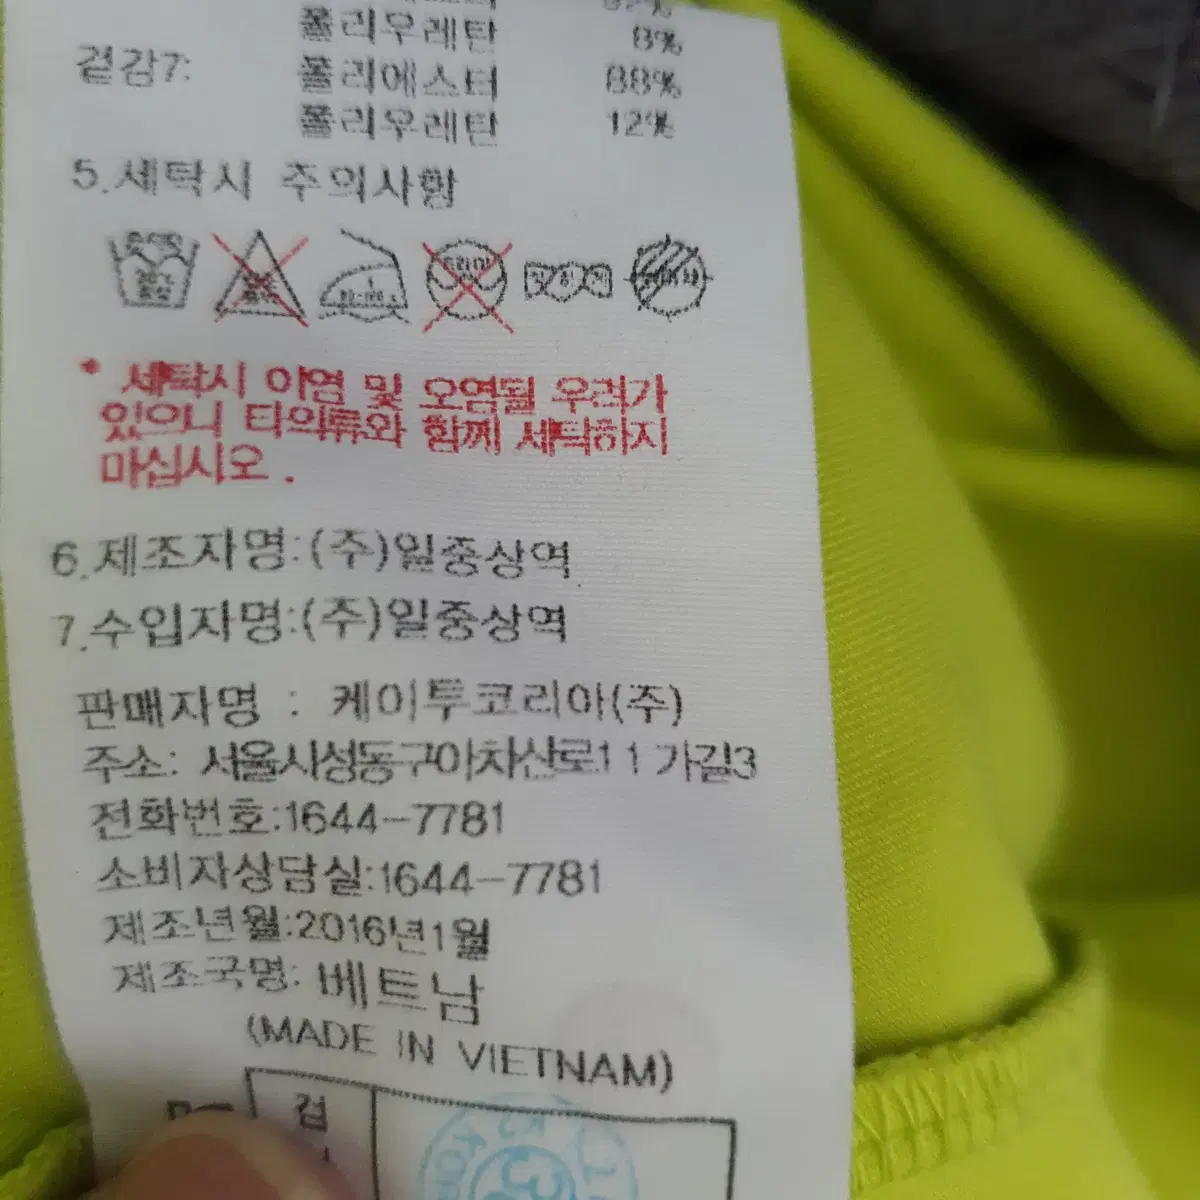 폴리우레탄 8%
겉감7: 폴리에스터 88%
폴리우레탄 12%
5.세탁시 주의사항
* 세탁시 이염 및 오염될 우려가
있으니 타의류와 함께 세탁하지
마십시오 .
6.제조자명:(주)일중상역
7.수입자명:(주)일중상역
판매자명 : 케이투코리아(주)
주소: 서울시성동구아차산로11가길3
전화번호:1644-7781
소비자상담실:1644-7781
제조년월:2016년1월
제조국명: 베트남
(MADE IN VIETNAM)
검